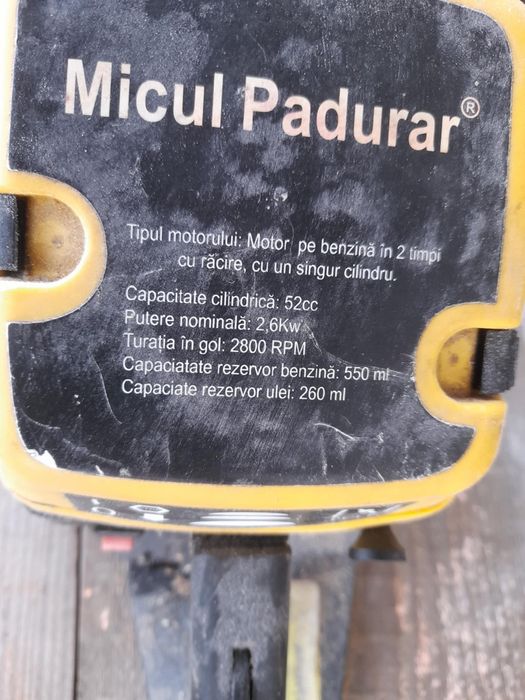 Micul Padurar®
Tipul motorului: Motor pe benzină în 2 timpi
cu răcire, cu un singur cilindru.
Capacitate cilindrică: 52cc
Putere nominală: 2,6Kw
Turatia în gol: 2800 RPM
Capaciatate rezervor benzină: 550 ml
Capaciate rezervor ulei: 260 ml